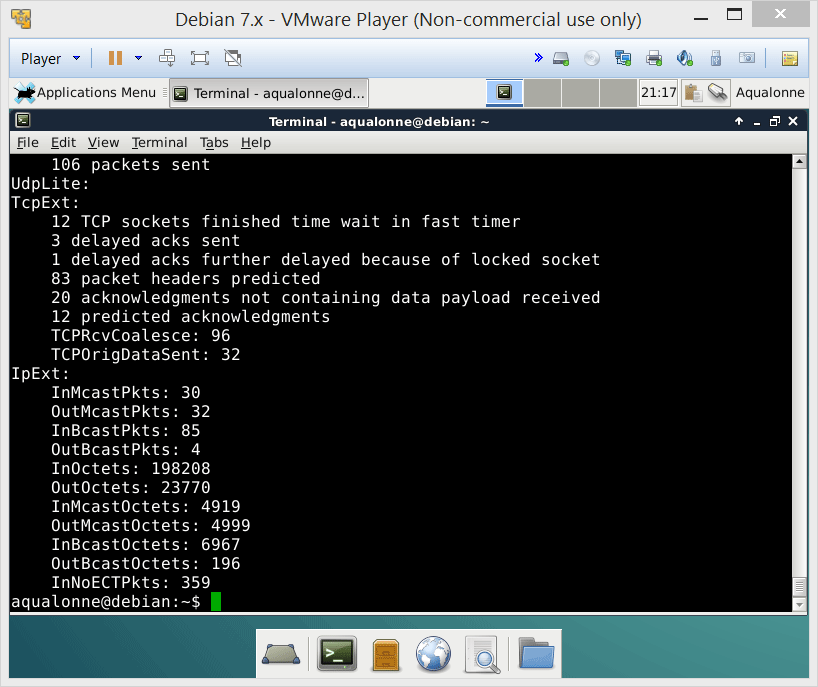 Debian 7.x - VMware Player (Non-commercial use only)
Player
Applications Menu
Terminal - aqualonne@d...
21:17
Aqualonne
Terminal - aqualonne@debian: ~
File Edit View Terminal Tabs Help
106 packets sent
UdpLite:
TcpExt:
12 TCP sockets finished time wait in fast timer
3 delayed acks sent
1 delayed acks further delayed because of locked socket
83 packet headers predicted
20 acknowledgments not containing data payload received
12 predicted acknowledgments
TCPRcvCoalesce: 96
TCPOrigDataSent: 32
IpExt:
InMcastPkts: 30
OutMcastPkts: 32
InBcastPkts: 85
OutBcastPkts: 4
InOctets: 198208
OutOctets: 23770
InMcastOctets: 4919
OutMcastOctets: 4999
InBcastOctets: 6967
OutBcastOctets: 196
InNoECTPkts: 359
aqualonne@debian:~$